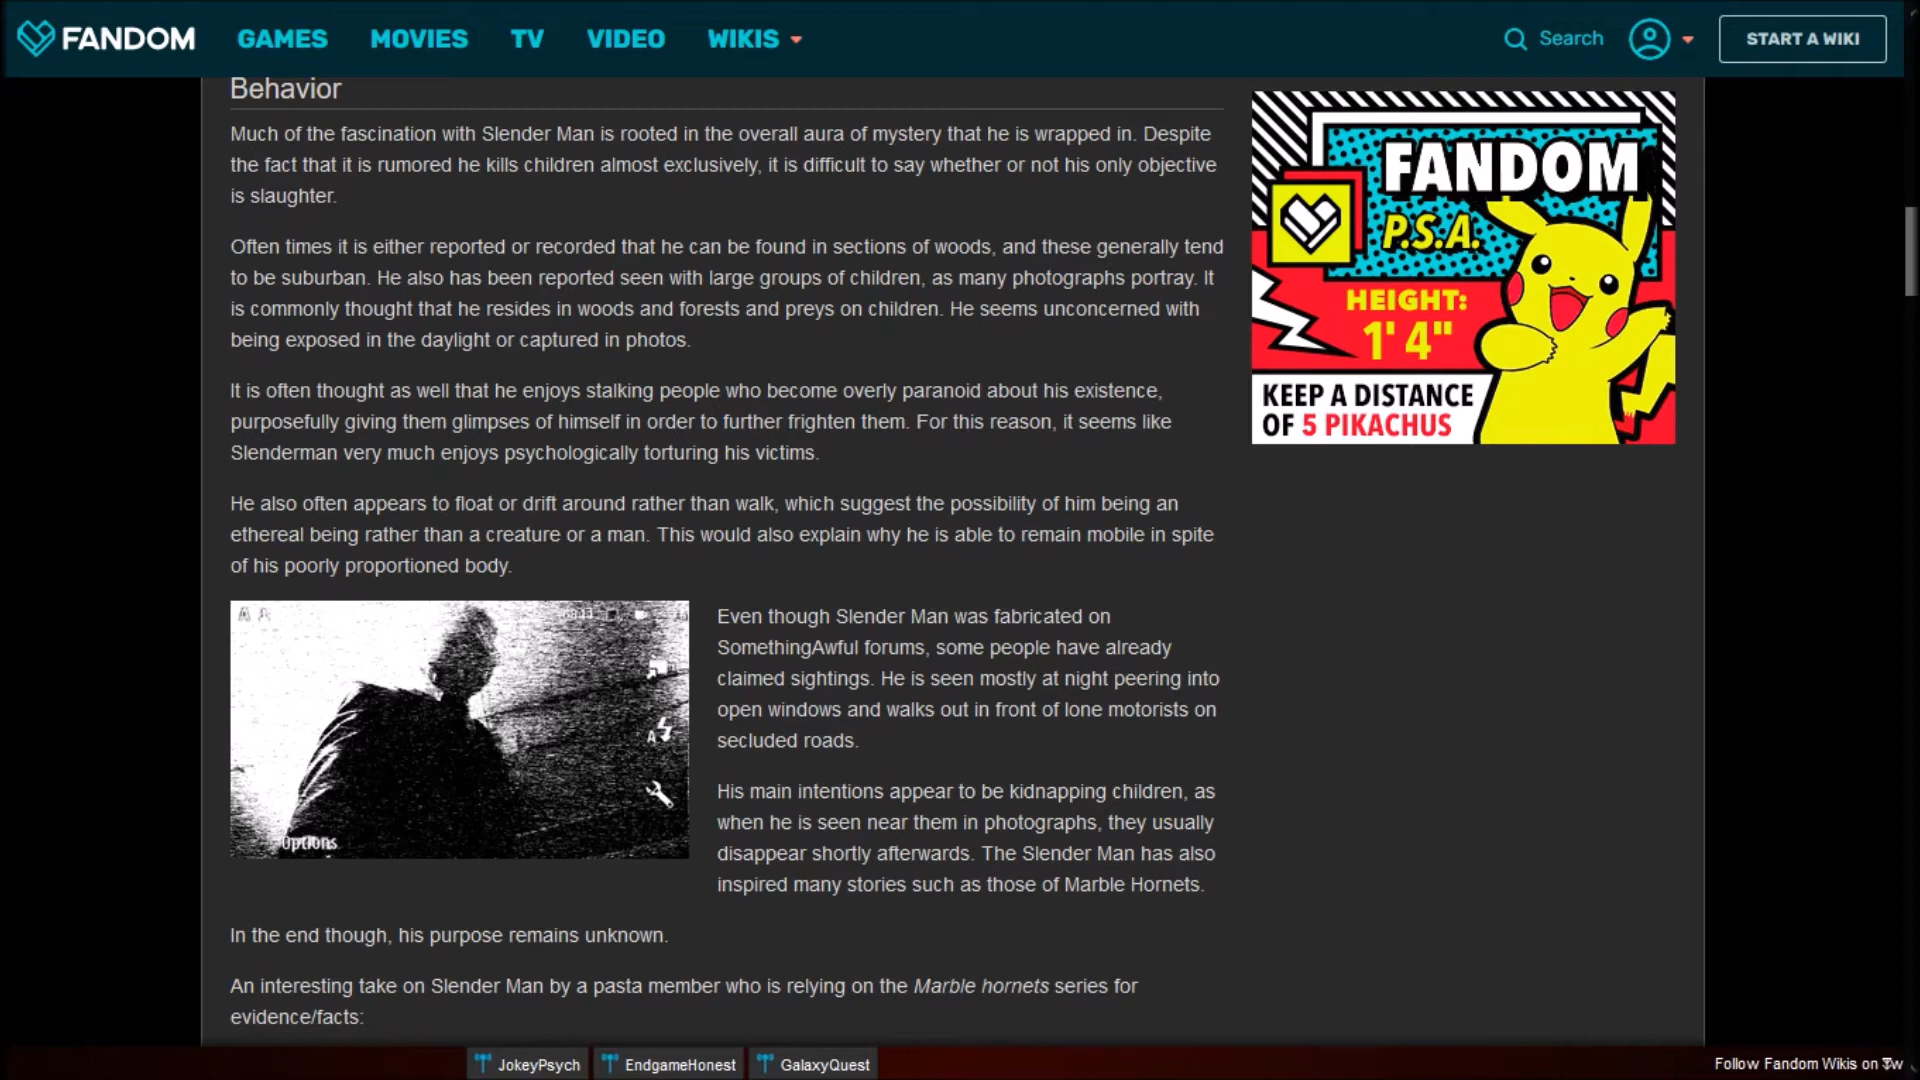 FANDOM GAMES MOVIES TV VIDEO WIKIS Search START A WIKI
Behavior
Much of the fascination with Slender Man is rooted in the overall aura of mystery that he is wrapped in. Despite
the fact that it is rumored he kills children almost exclusively, it is difficult to say whether or not his only objective
is slaughter.
Often times it is either reported or recorded that he can be found in sections of woods, and these generally tend
to be suburban. He also has been reported seen with large groups of children, as many photographs portray. It
is commonly thought that he resides in woods and forests and preys on children. He seems unconcerned with
being exposed in the daylight or captured in photos.
It is often thought as well that he enjoys stalking people who become overly paranoid about his existence,
purposefully giving them glimpses of himself in order to further frighten them. For this reason, it seems like
Slenderman very much enjoys psychologically torturing his victims.
He also often appears to float or drift around rather than walk, which suggest the possibility of him being an
ethereal being rather than a creature or a man. This would also explain why he is able to remain mobile in spite
of his poorly proportioned body.
Options
Even though Slender Man was fabricated on
SomethingAwful forums, some people have already
claimed sightings. He is seen mostly at night peering into
open windows and walks out in front of lone motorists on
secluded roads.
His main intentions appear to be kidnapping children, as
when he is seen near them in photographs, they usually
disappear shortly afterwards. The Slender Man has also
inspired many stories such as those of Marble Hornets.
In the end though, his purpose remains unknown.
An interesting take on Slender Man by a pasta member who is relying on the Marble hornets series for
evidence/facts:
FANDOM
P.S.A.
HEIGHT:
1' 4"
KEEP A DISTANCE
OF 5 PIKACHUS
JokeyPsych EndgameHonest GalaxyQuest Follow Fandom Wikis on